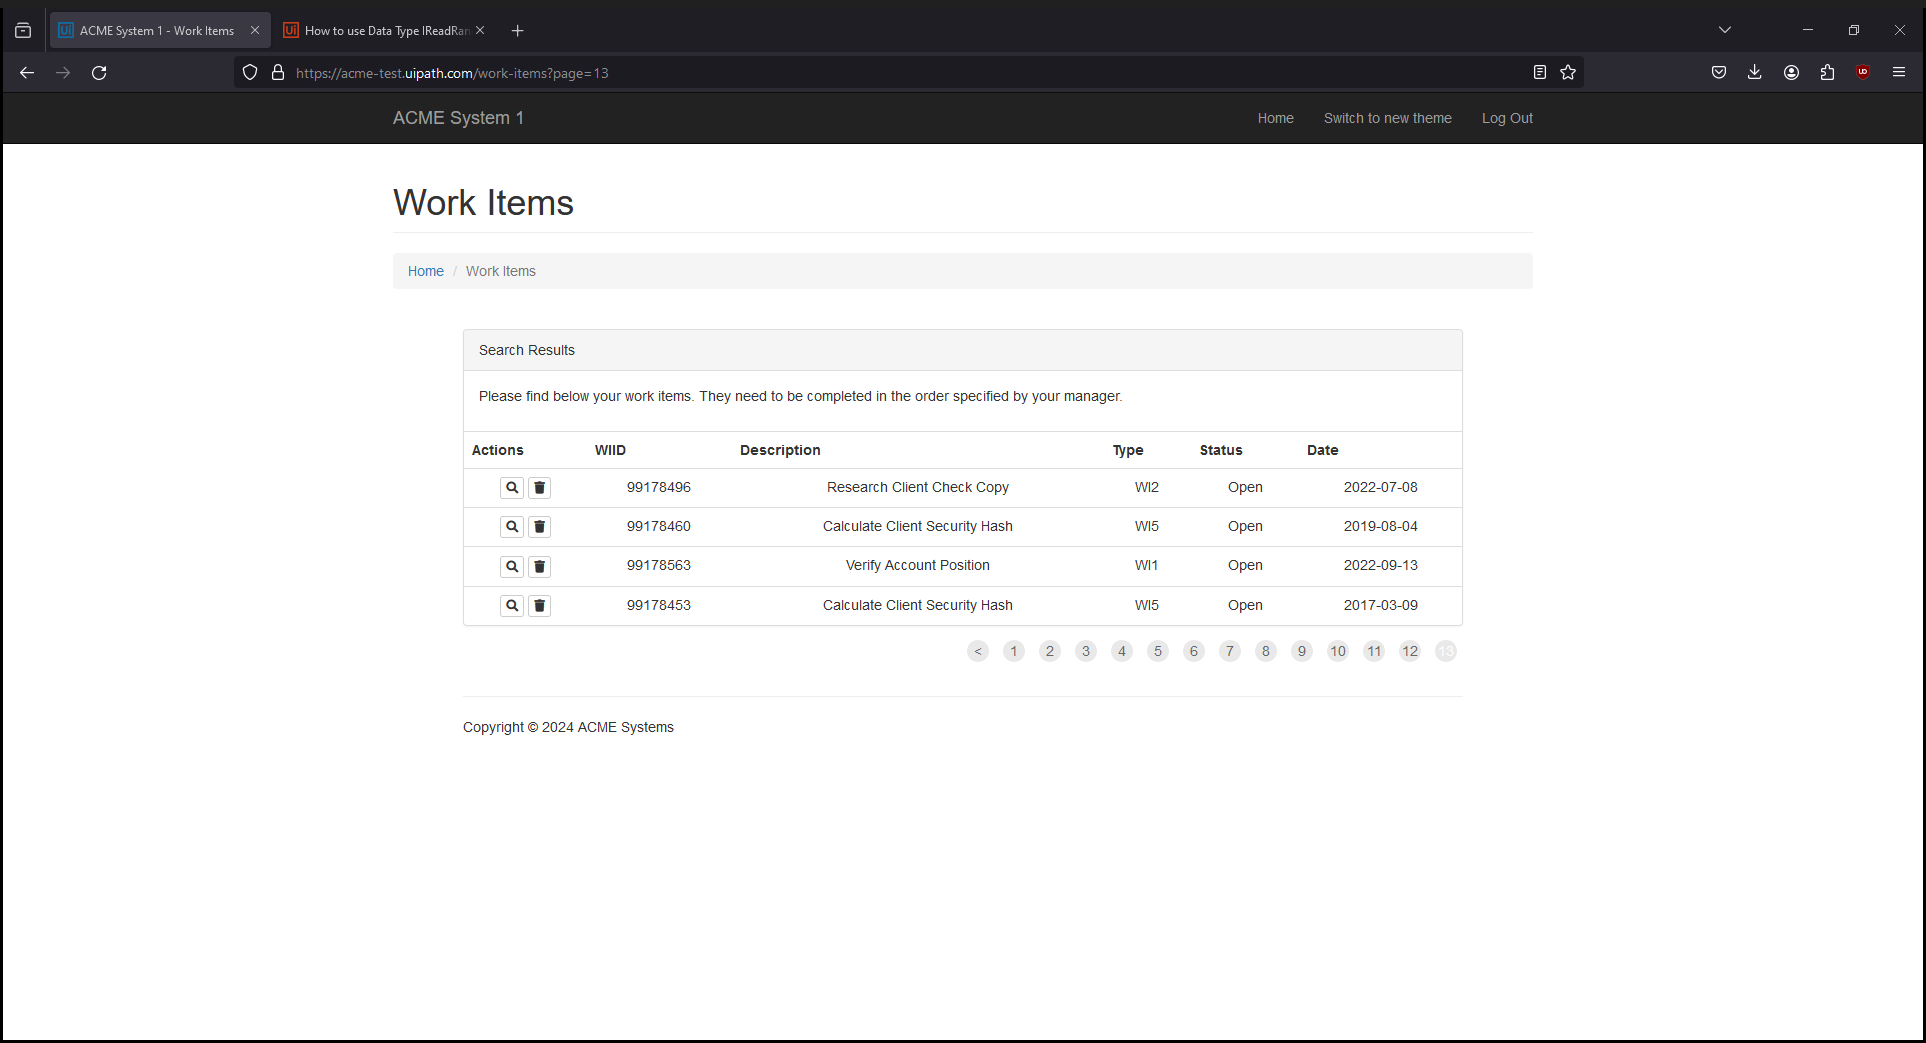 ACME System 1 - Work Items
How to use Data Type IReadRan
https://acme-test.uipath.com/work-items?page=13
ACME System 1
Home
Switch to new theme
Log Out
Work Items
Home / Work Items
Search Results
Please find below your work items. They need to be completed in the order specified by your manager.
Actions WIID Description Type Status Date
99178496 Research Client Check Copy WI2 Open 2022-07-08
99178460 Calculate Client Security Hash WI5 Open 2019-08-04
99178563 Verify Account Position WI1 Open 2022-09-13
99178453 Calculate Client Security Hash WI5 Open 2017-03-09
< 1 2 3 4 5 6 7 8 9 10 11 12 13
Copyright © 2024 ACME Systems